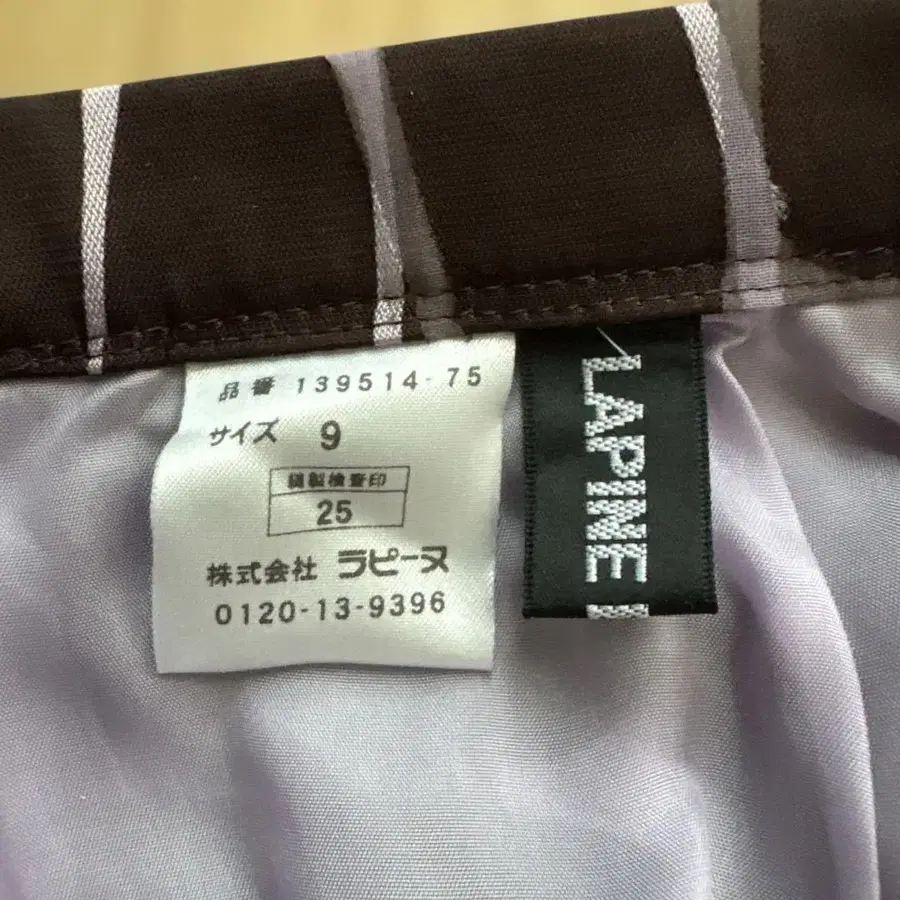 品番 139514-75
サイズ 9
縫製検査印
25
株式会社 ラピーヌ
0120-13-9396
LAPINE